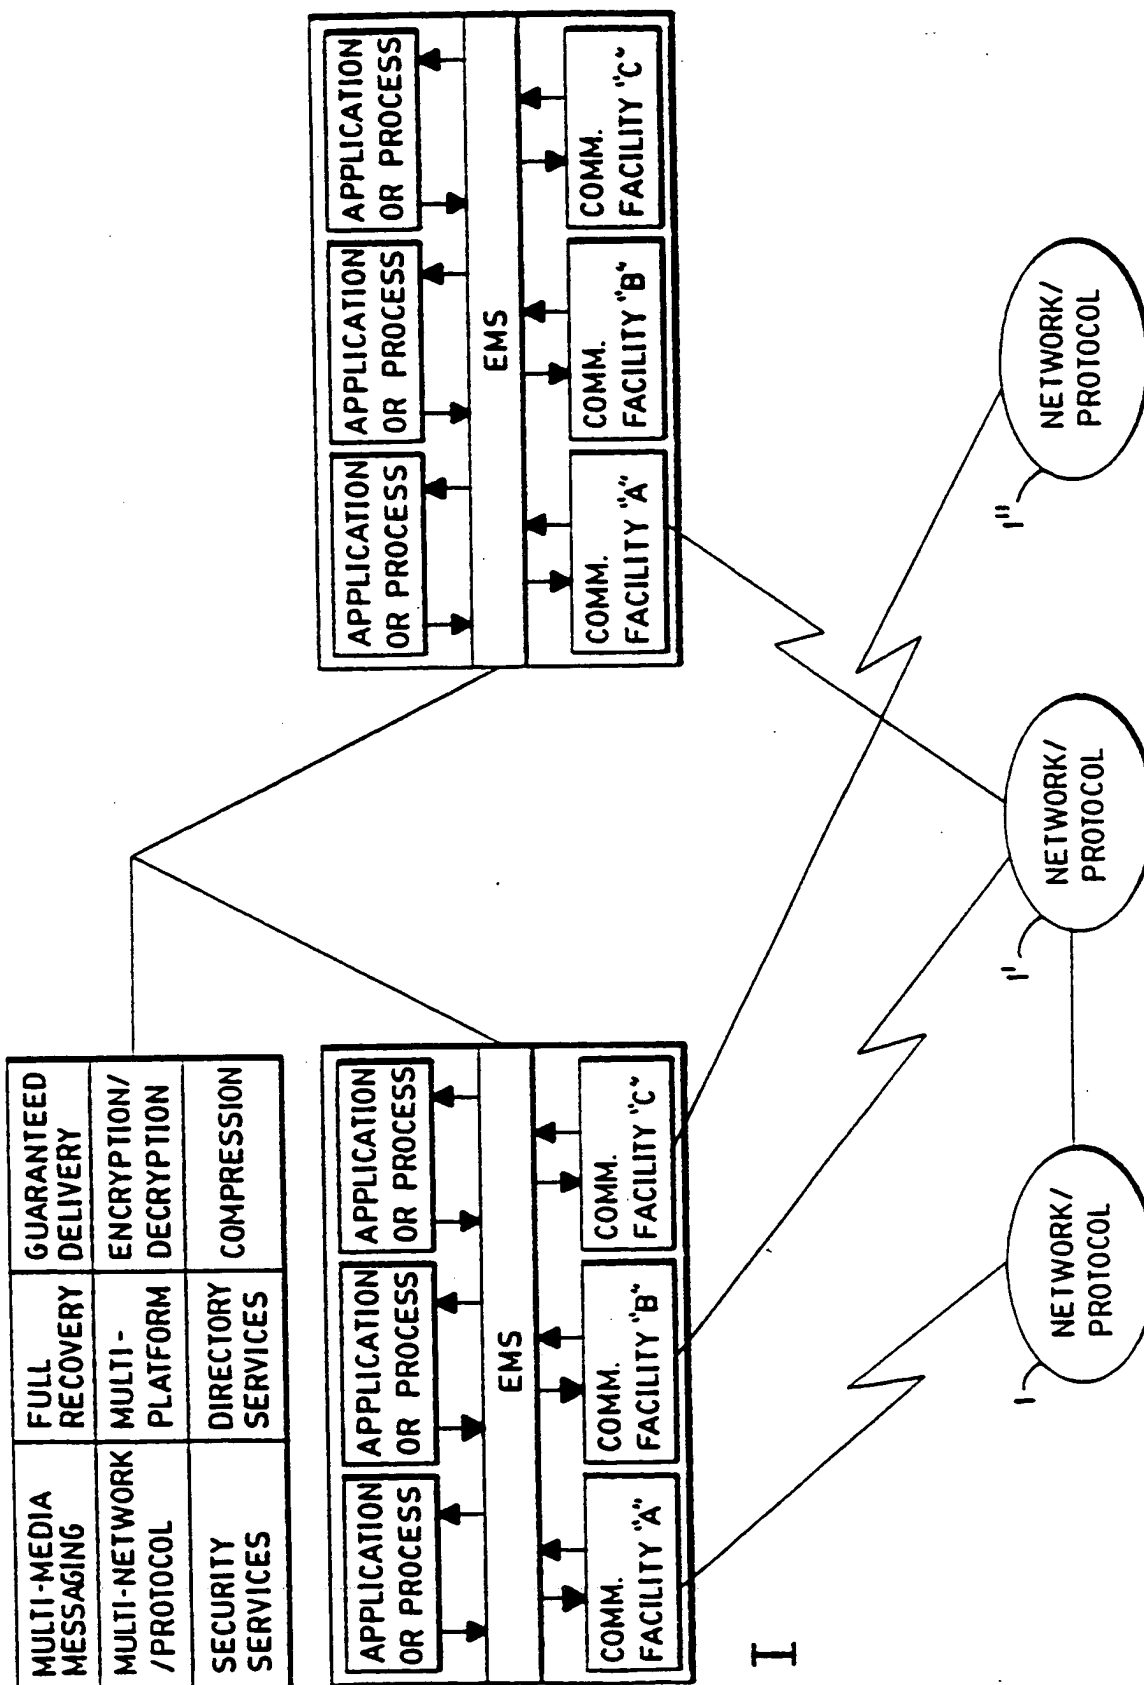 MULTI-MEDIA
MESSAGING
FULL
RECOVERY
GUARANTEED
DELIVERY
MULTI-NETWORK
/PROTOCOL
MULTI-
PLATFORM
ENCRYPTION/
DECRYPTION
SECURITY
SERVICES
DIRECTORY
SERVICES
COMPRESSION
APPLICATION
OR PROCESS
APPLICATION
OR PROCESS
APPLICATION
OR PROCESS
EMS
COMM.
FACILITY "A"
COMM.
FACILITY "B"
COMM.
FACILITY "C"
APPLICATION
OR PROCESS
APPLICATION
OR PROCESS
APPLICATION
OR PROCESS
EMS
COMM.
FACILITY "A"
COMM.
FACILITY "B"
COMM.
FACILITY "C"
I
1
NETWORK/
PROTOCOL
1'
NETWORK/
PROTOCOL
1"
NETWORK/
PROTOCOL